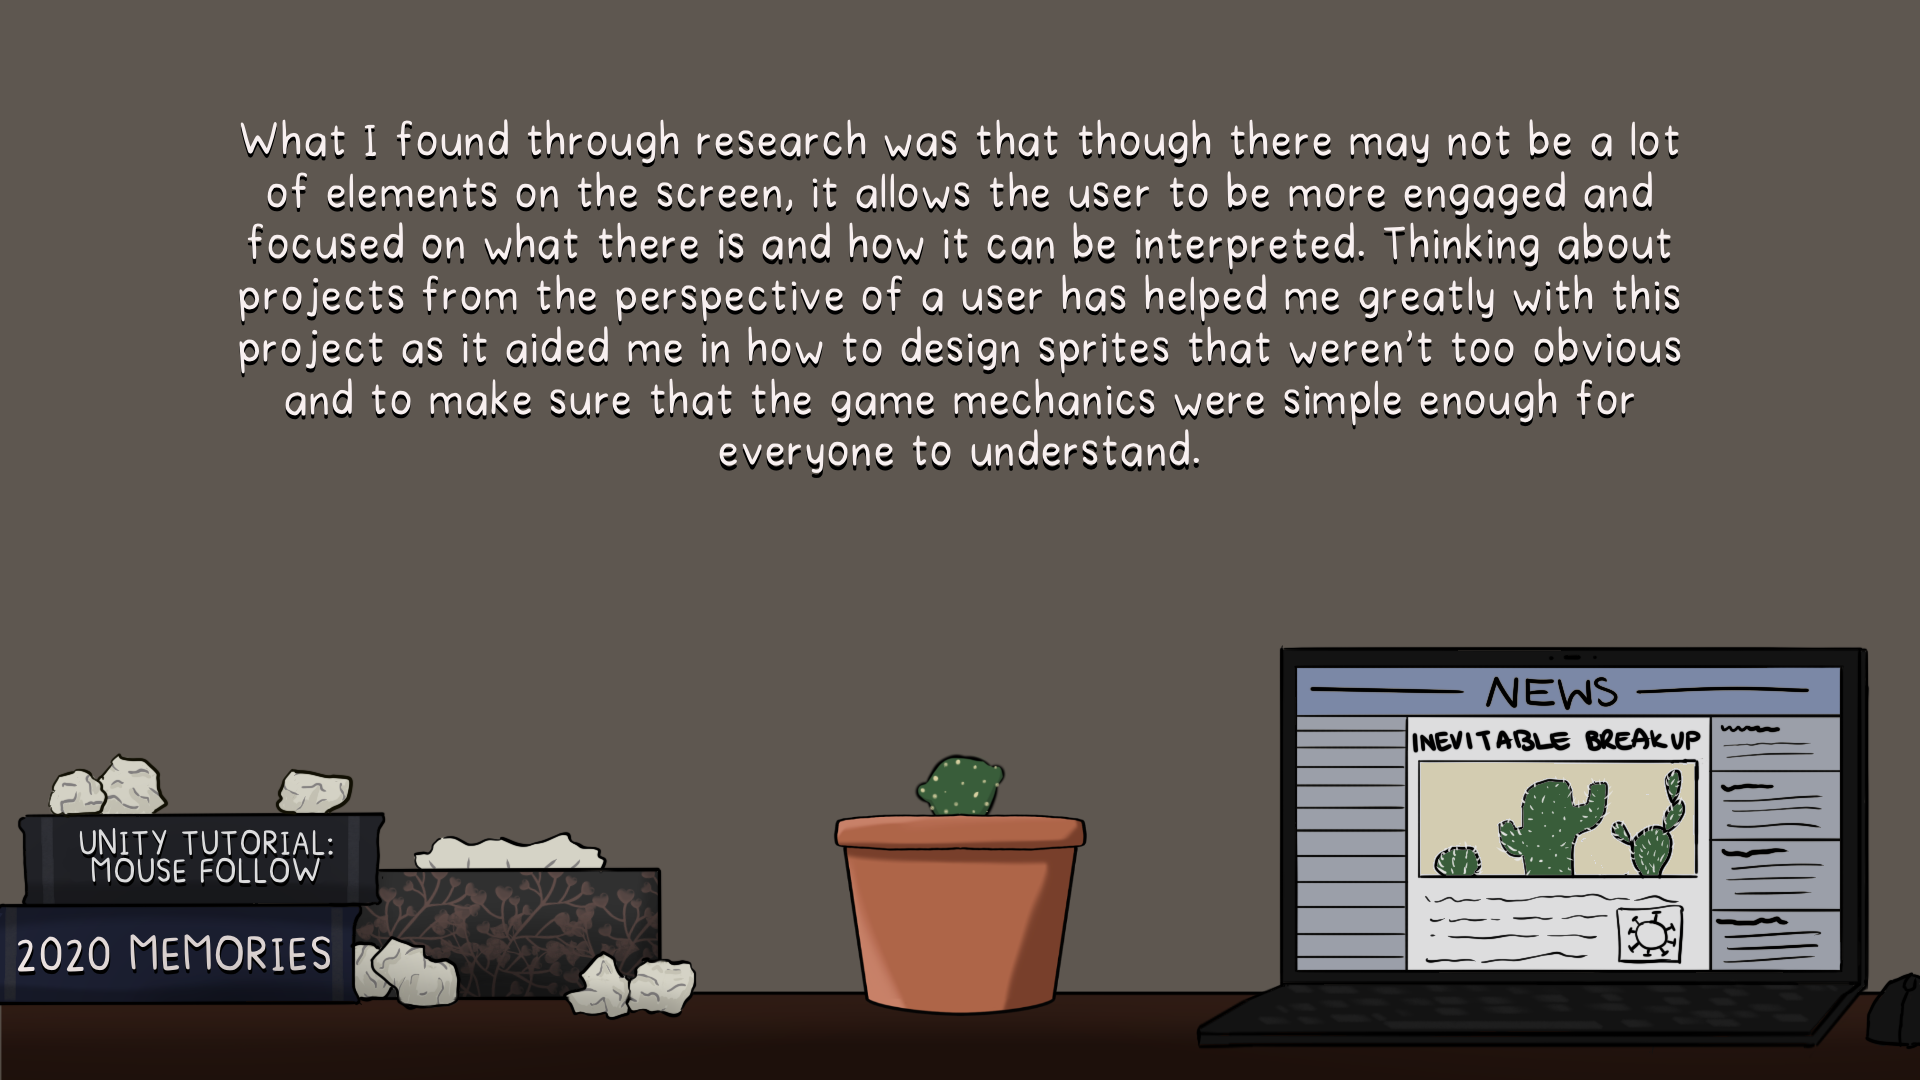 What I found through research was that though there may not be a lot
of elements on the screen, it allows the user to be more engaged and
focused on what there is and how it can be interpreted. Thinking about
projects from the perspective of a user has helped me greatly with this
project as it aided me in how to design sprites that weren't too obvious
and to make sure that the game mechanics were simple enough for
everyone to understand.
NEWS
INEVITABLE BREAKUP
UNITY TUTORIAL:
MOUSE FOLLOW
2020 MEMORIES